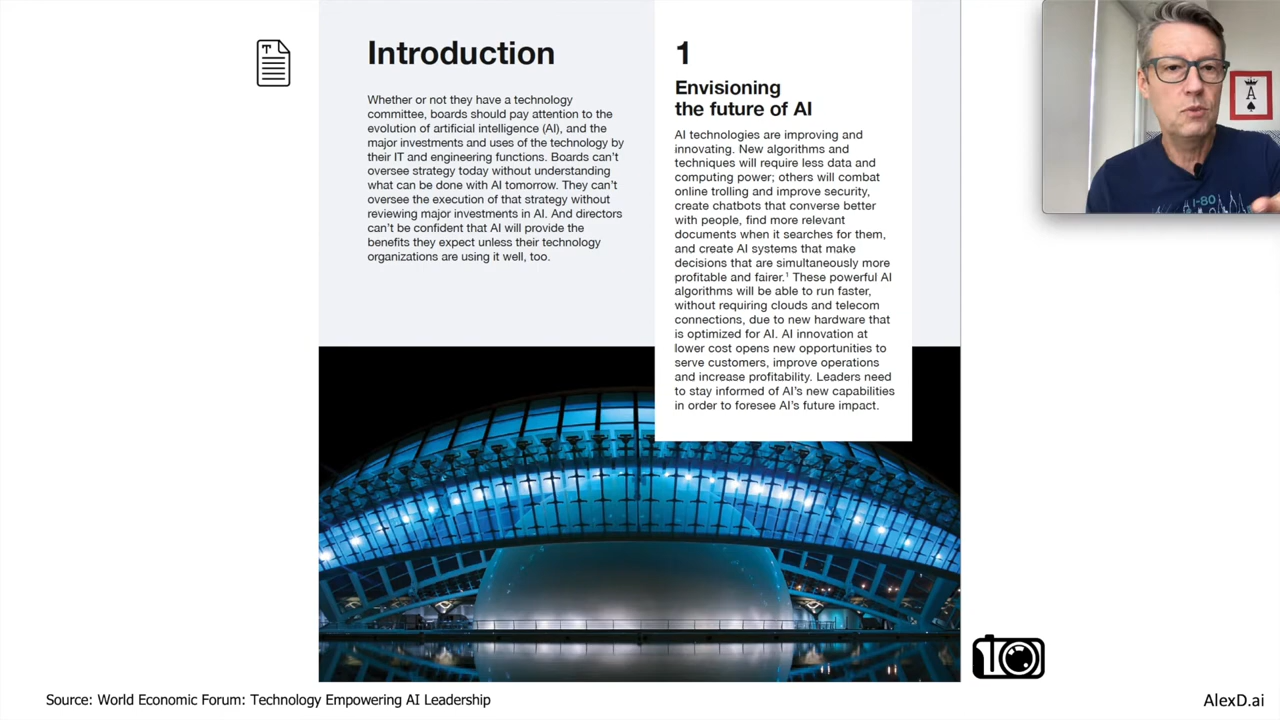 Introduction
Whether or not they have a technology
committee, boards should pay attention to the
evolution of artificial intelligence (AI), and the
major investments and uses of the technology by
their IT and engineering functions. Boards can't
oversee strategy today without understanding
what can be done with AI tomorrow. They can't
oversee the execution of that strategy without
reviewing major investments in AI. And directors
can't be confident that AI will provide the
benefits they expect unless their technology
organizations are using it well, too.
1
Envisioning
the future of AI
AI technologies are improving and
innovating. New algorithms and
techniques will require less data and
computing power; others will combat
online trolling and improve security,
create chatbots that converse better
with people, find more relevant
documents when it searches for them,
and create AI systems that make
decisions that are simultaneously more
profitable and fairer.¹ These powerful AI
algorithms will be able to run faster,
without requiring clouds and telecom
connections, due to new hardware that
is optimized for AI. AI innovation at
lower cost opens new opportunities to
serve customers, improve operations
and increase profitability. Leaders need
to stay informed of AI's new capabilities
in order to foresee AI's future impact.
T
A
I-80
Source: World Economic Forum: Technology Empowering AI Leadership
AlexD.ai